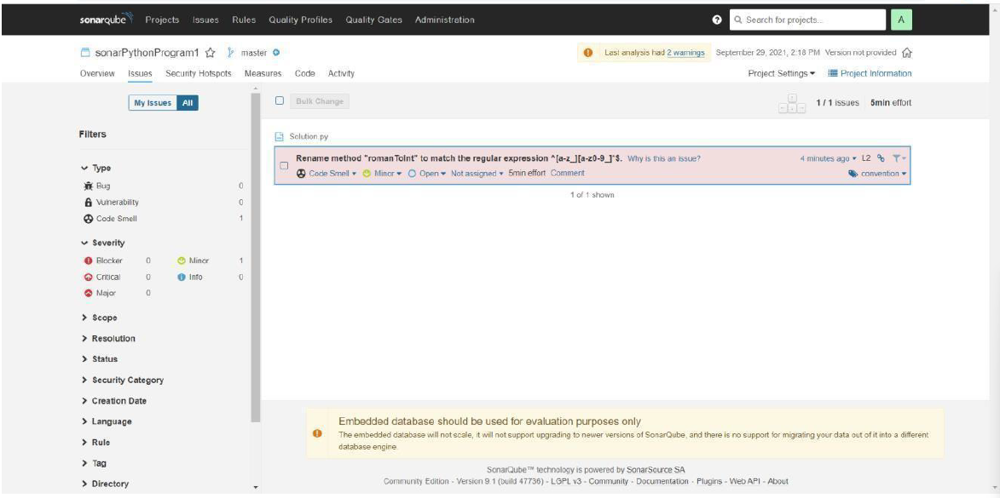 sonarqube Projects Issues Rules Quality Profiles Quality Gates Administration ? Search for projects... A
sonarPythonProgram1 master Last analysis had 2 warnings September 29, 2021, 2:18 PM Version not provided
Overview Issues Security Hotspots Measures Code Activity Project Settings Project Information
My Issues All Bulk Change 1 / 1 issues 5min effort
Filters
Solution.py
Type
Rename method "romanToInt" to match the regular expression ^[a-z_][a-z0-9_]*$. Why is this an issue? 4 minutes ago L2
Code Smell Minor Open Not assigned 5min effort Comment convention
Bug 0
1 of 1 shown
Vulnerability 0
Code Smell 1
Severity
Blocker 0 Minor 1
Critical 0 Info 0
Major 0
Scope
Resolution
Status
Security Category
Creation Date
Language
Rule
Tag
Directory
Embedded database should be used for evaluation purposes only
The embedded database will not scale, it will not support upgrading to newer versions of SonarQube, and there is no support for migrating your data out of it into a different
database engine.
SonarQube™ technology is powered by SonarSource SA
Community Edition - Version 9.1 (build 47736) - LGPL v3 - Community - Documentation - Plugins - Web API - About